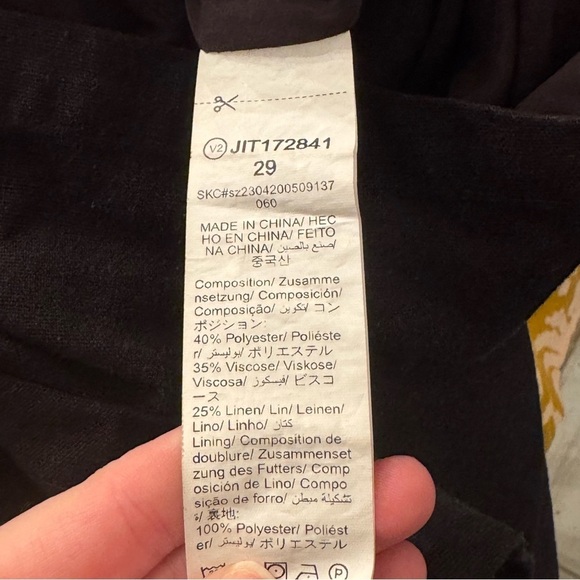 V2 JIT172841
29
SKC#sz2304200509137
060
MADE IN CHINA/ HEC
HO EN CHINA/ FEITO
NA CHINA/ صنع بالصين/
중국산
Composition/ Zusamme
nsetzung/ Composición/
Composição/ تكوين/ コン
ポジション:
40% Polyester/ Poliéste
r/ بوليستر/ ポリエステル
35% Viscose/ Viskose/
Viscosa/ فيسكوز/ ビスコ
ース
25% Linen/ Lin/ Leinen/
Lino/ Linho/ كتان/
Lining/ Composition de
doublure/ Zusammenset
zung des Futters/ Comp
osición de Lino/ Compo
sição de forro/ تشكيلة مبطن
ة/ 裏地:
100% Polyester/ Poliést
er/ بوليستر/ ポリエステル
P